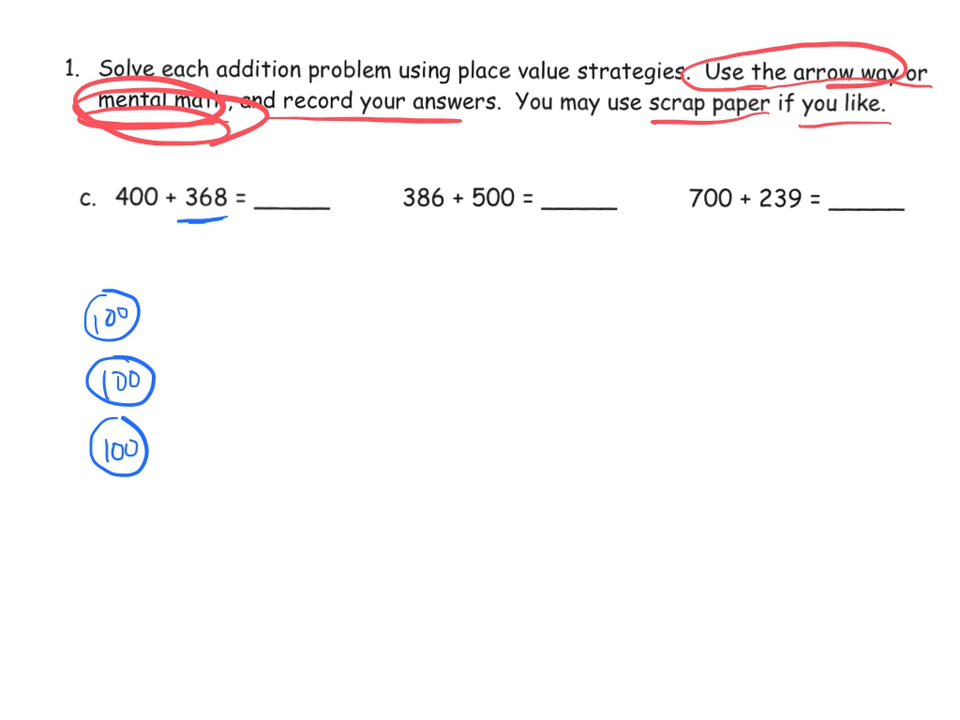 1. Solve each addition problem using place value strategies. Use the arrow way or
mental math, and record your answers. You may use scrap paper if you like.
c. 400 + 368 = ______ 386 + 500 = ______ 700 + 239 = ______
100
100
100